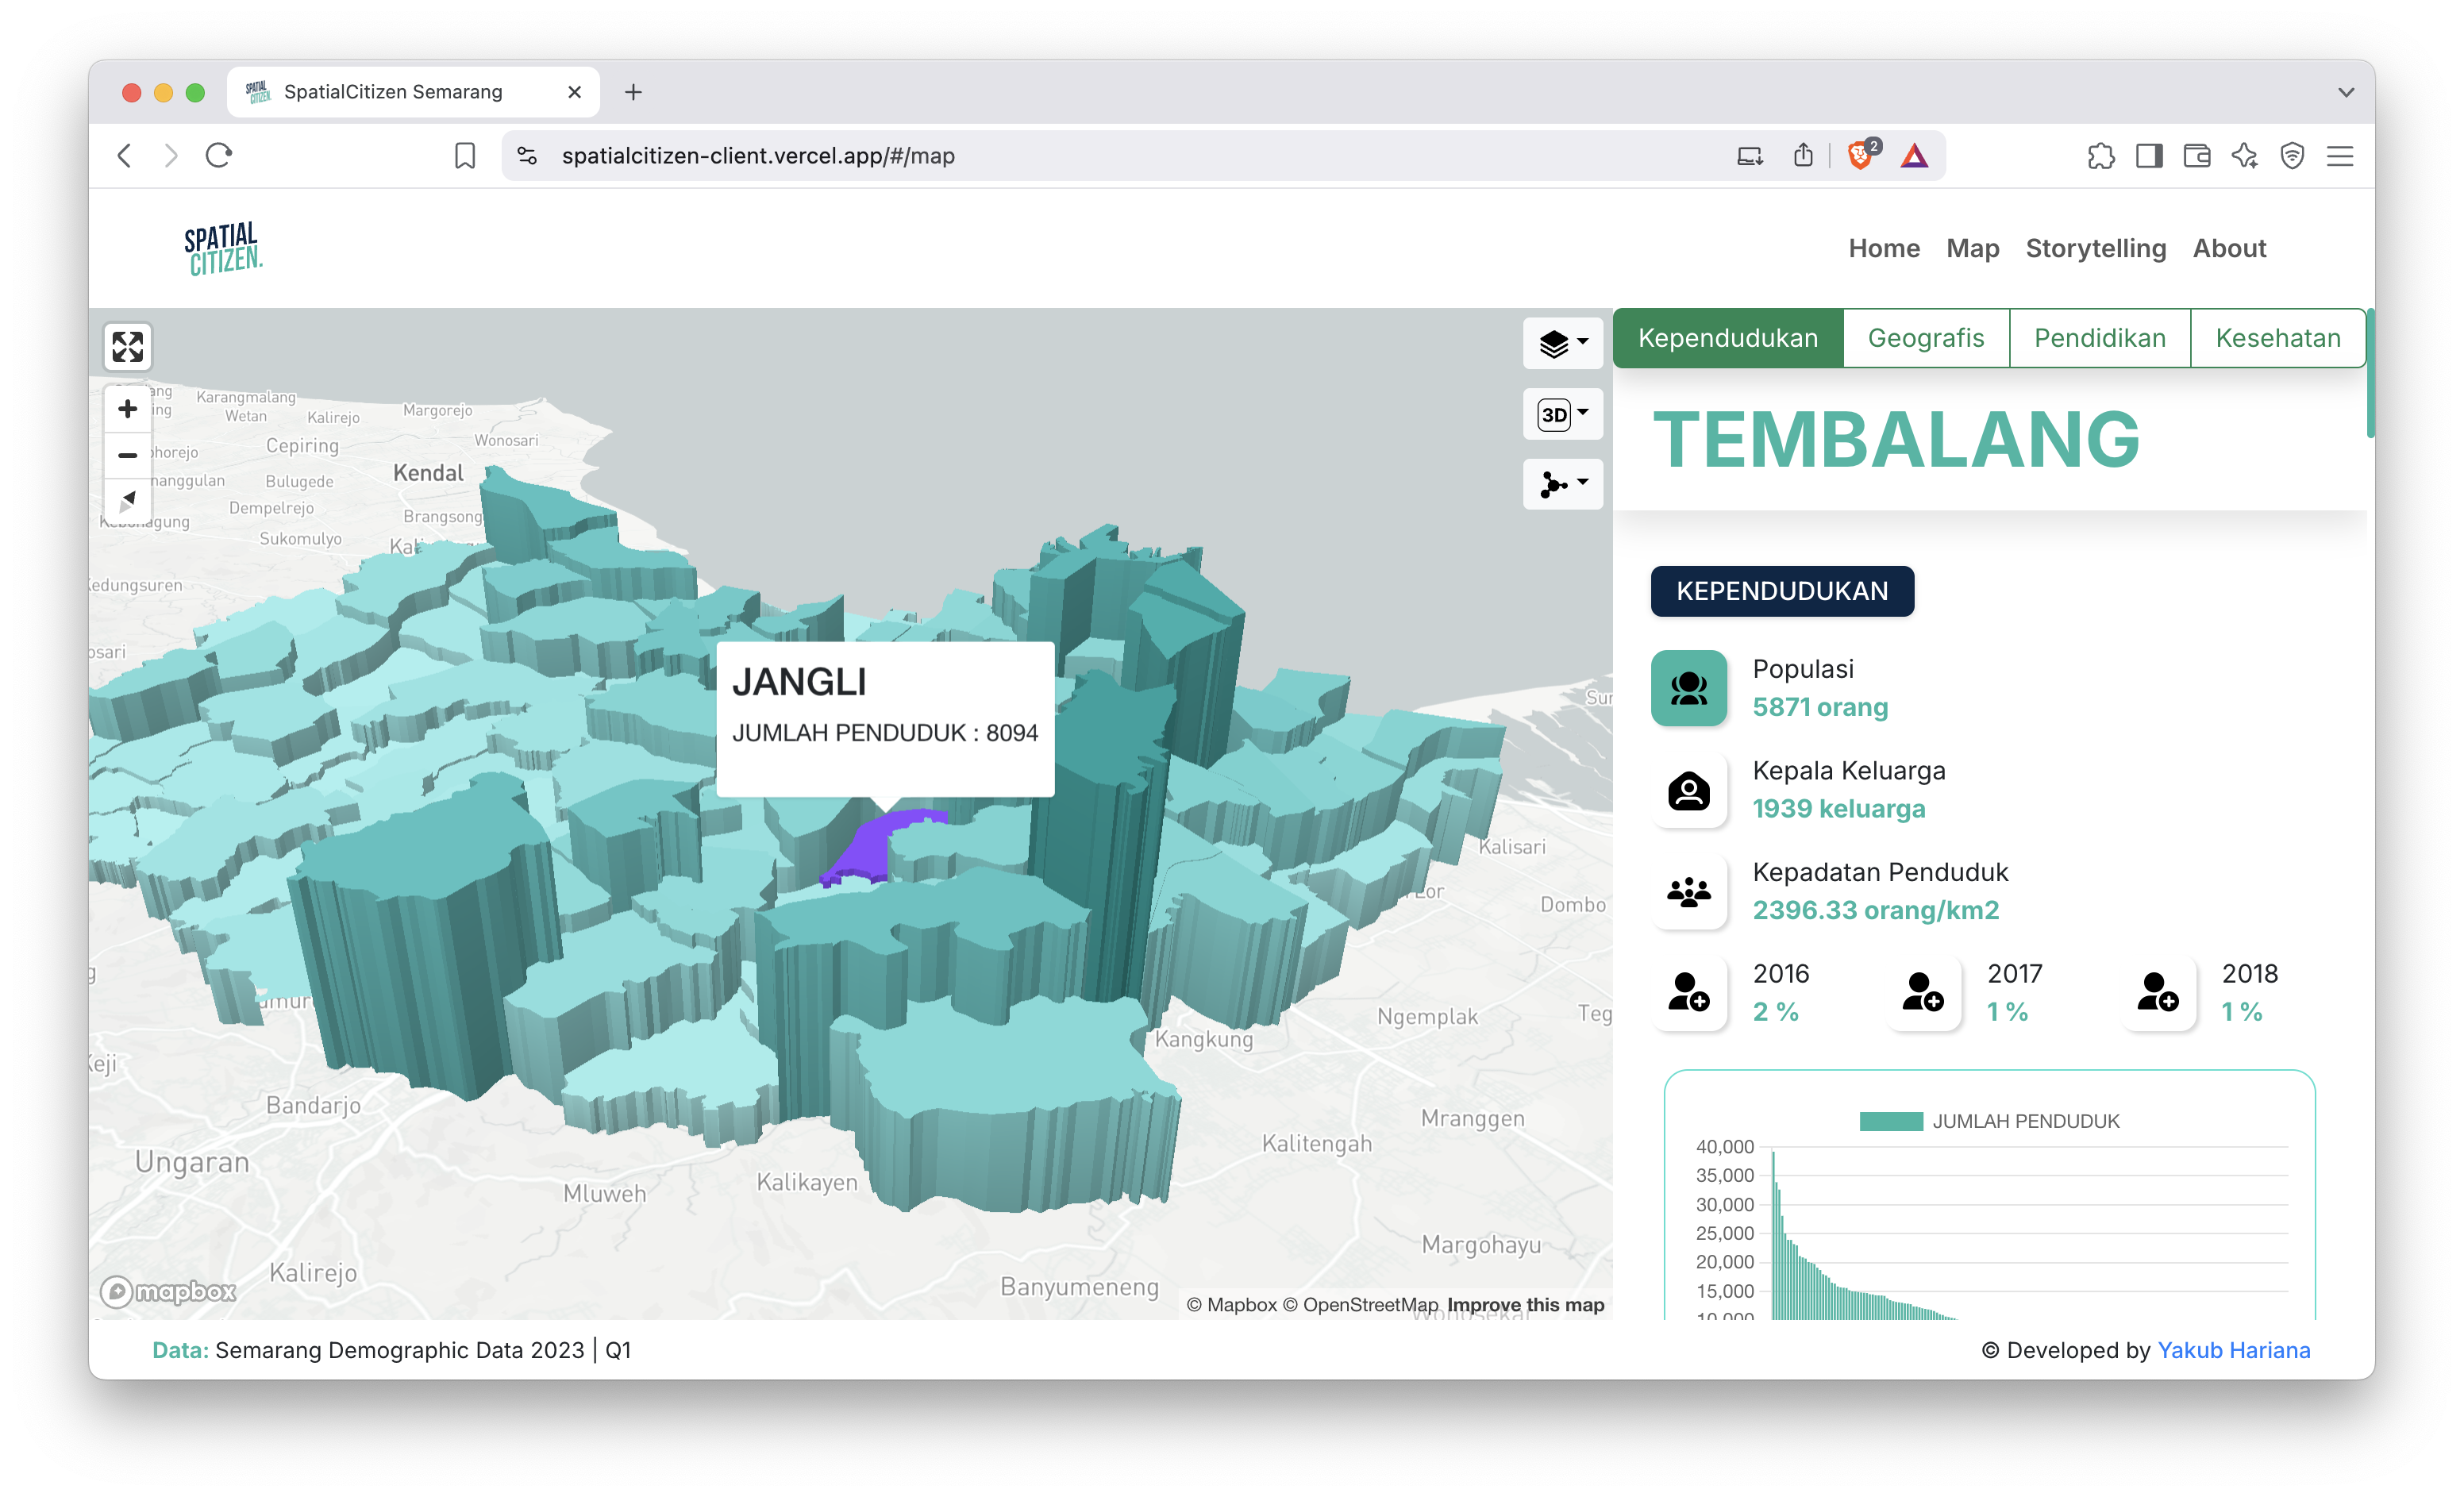 SpatialCitizen Semarang
spatialcitizen-client.vercel.app/#/map
2
SPATIAL
CITIZEN.
Home Map Storytelling About
Kependudukan Geografis Pendidikan Kesehatan
3D
TEMBALANG
KEPENDUDUKAN
Populasi
5871 orang
Kepala Keluarga
1939 keluarga
Kepadatan Penduduk
2396.33 orang/km2
2016 2017 2018
2 % 1 % 1 %
JUMLAH PENDUDUK
40,000
35,000
30,000
25,000
20,000
15,000
10,000
Karangmalang
Wetan
Kalirejo
Margorejo
Wonosari
Cepiring
Kendal
Bulugede
Dempelrejo
Brangsong
Sukomulyo
JANGLI
JUMLAH PENDUDUK : 8094
Kalisari
Dombo
Ngemplak
Kangkung
Bandarjo
Mranggen
Kalitengah
Ungaran
Kalikayen
Mluweh
Margohayu
Kalirejo
Banyumeneng
mapbox
© Mapbox © OpenStreetMap Improve this map
Data: Semarang Demographic Data 2023 | Q1
© Developed by Yakub Hariana